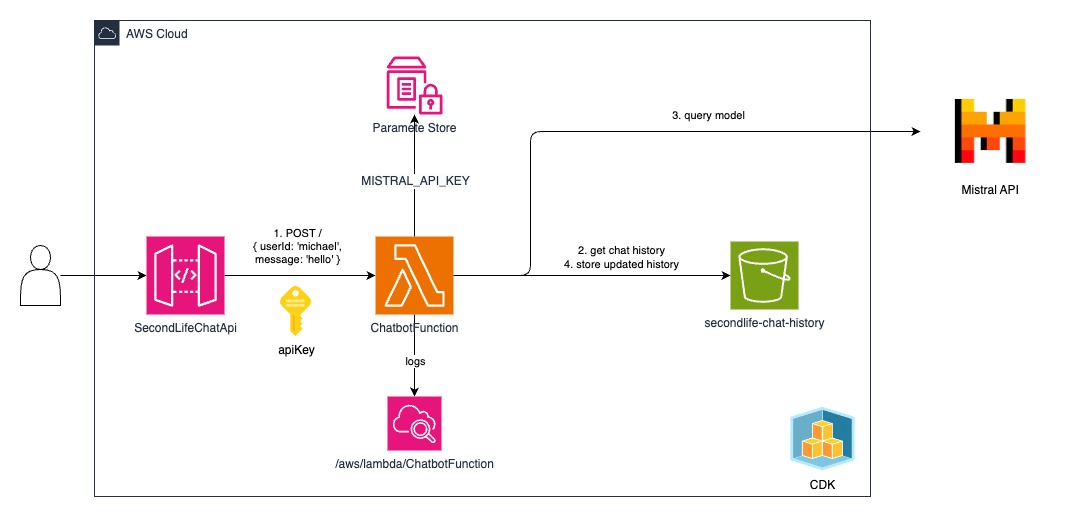 AWS Cloud
Paramete Store
3. query model
Mistral API
MISTRAL_API_KEY
1. POST /
{ userId: 'michael',
message: 'hello' }
2. get chat history
4. store updated history
SecondLifeChatApi
ChatbotFunction
secondlife-chat-history
apiKey
logs
/aws/lambda/ChatbotFunction
CDK